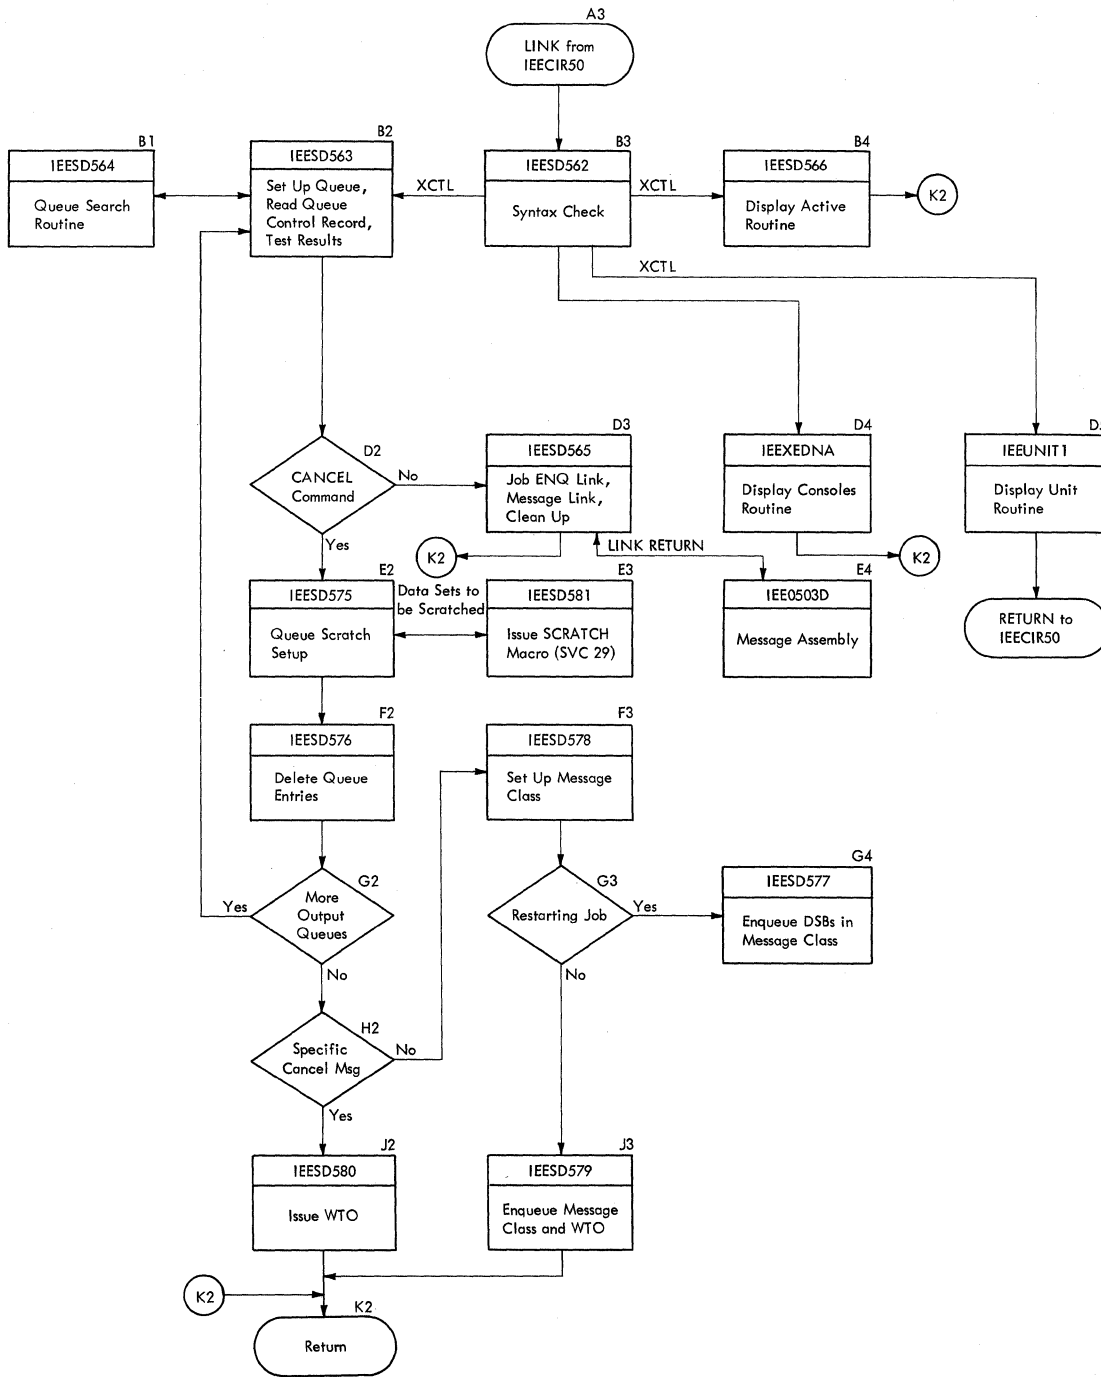 A3
LINK from
IEECIR50
B1
IEESD564
Queue Search
Routine
B2
IEESD563
Set Up Queue,
Read Queue
Control Record,
Test Results
XCTL
B3
IEESD562
Syntax Check
XCTL
B4
IEESD566
Display Active
Routine
K2
XCTL
D2
CANCEL
Command
No
Yes
D3
IEESD565
Job ENQ Link,
Message Link,
Clean Up
K2
LINK RETURN
D4
IEEXEDNA
Display Consoles
Routine
K2
IEEUNIT1
Display Unit
Routine
RETURN to
IEECIR50
E2
IEESD575
Queue Scratch
Setup
Data Sets to
be Scratched
E3
IEESD581
Issue SCRATCH
Macro (SVC 29)
E4
IEE0503D
Message Assembly
F2
IEESD576
Delete Queue
Entries
F3
IEESD578
Set Up Message
Class
G2
More
Output
Queues
Yes
No
G3
Restarting Job
Yes
No
G4
IEESD577
Enqueue DSBs in
Message Class
H2
Specific
Cancel Msg
No
Yes
J2
IEESD580
Issue WTO
J3
IEESD579
Enqueue Message
Class and WTO
K2
K2
Return